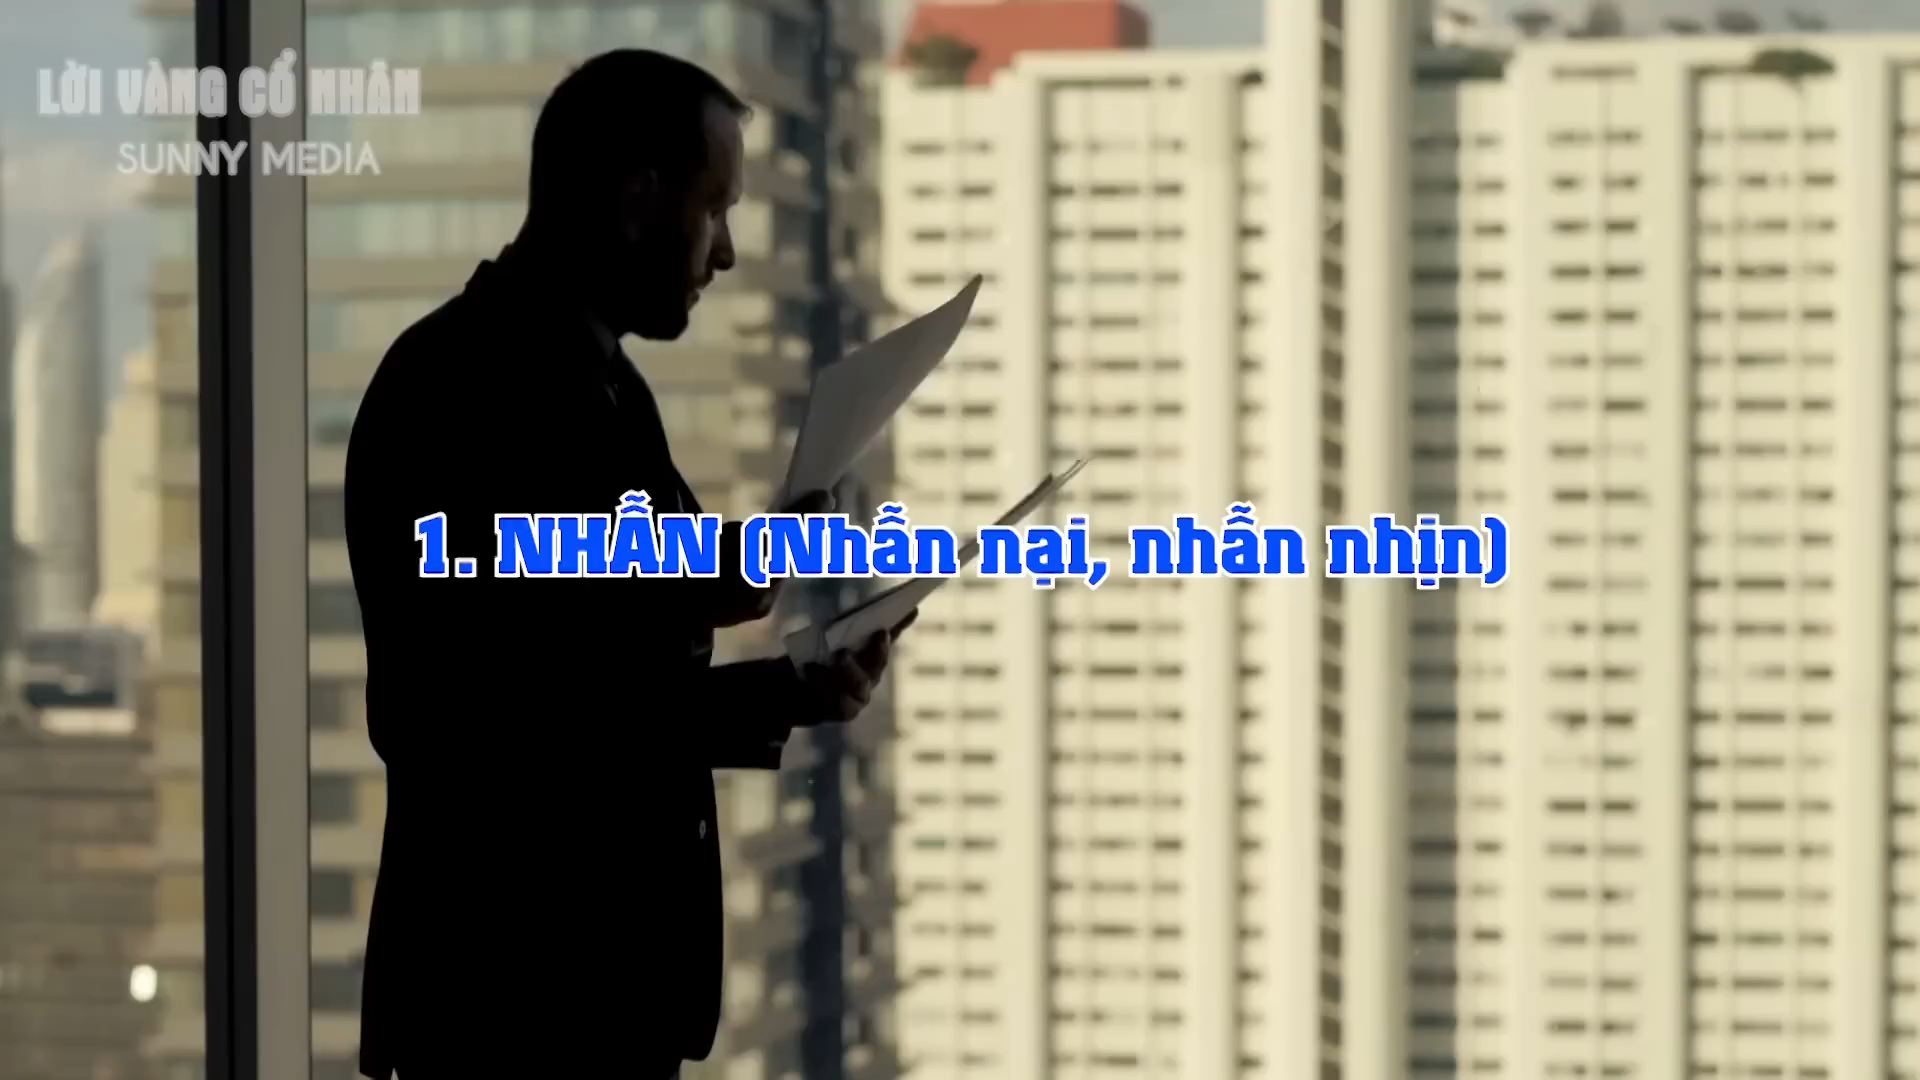 LỜI VÀNG CỔ NHÂN
SUNNY MEDIA
1. NHẪN (Nhẫn nại, nhẫn nhịn)